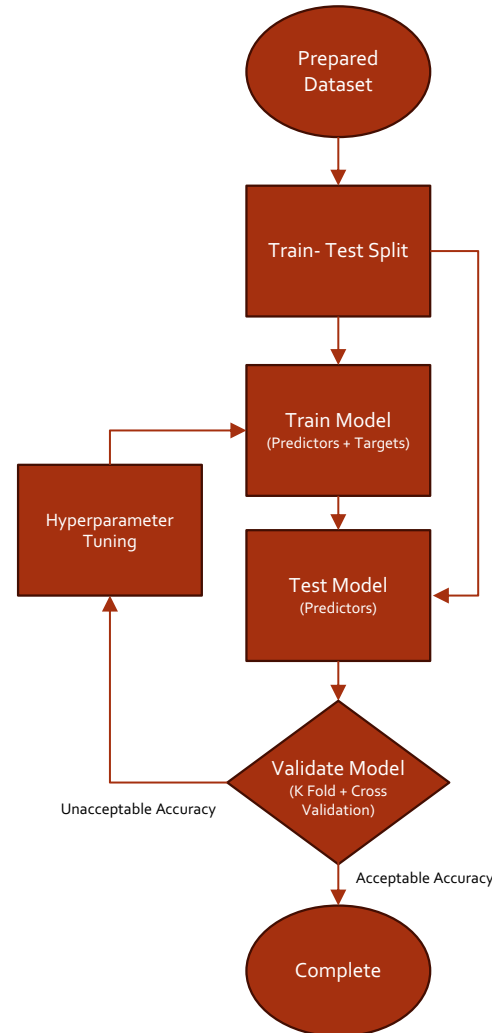 Prepared
Dataset
Train- Test Split
Train Model
(Predictors + Targets)
Hyperparameter
Tuning
Test Model
(Predictors)
Validate Model
(K Fold + Cross
Validation)
Unacceptable Accuracy
Acceptable Accuracy
Complete